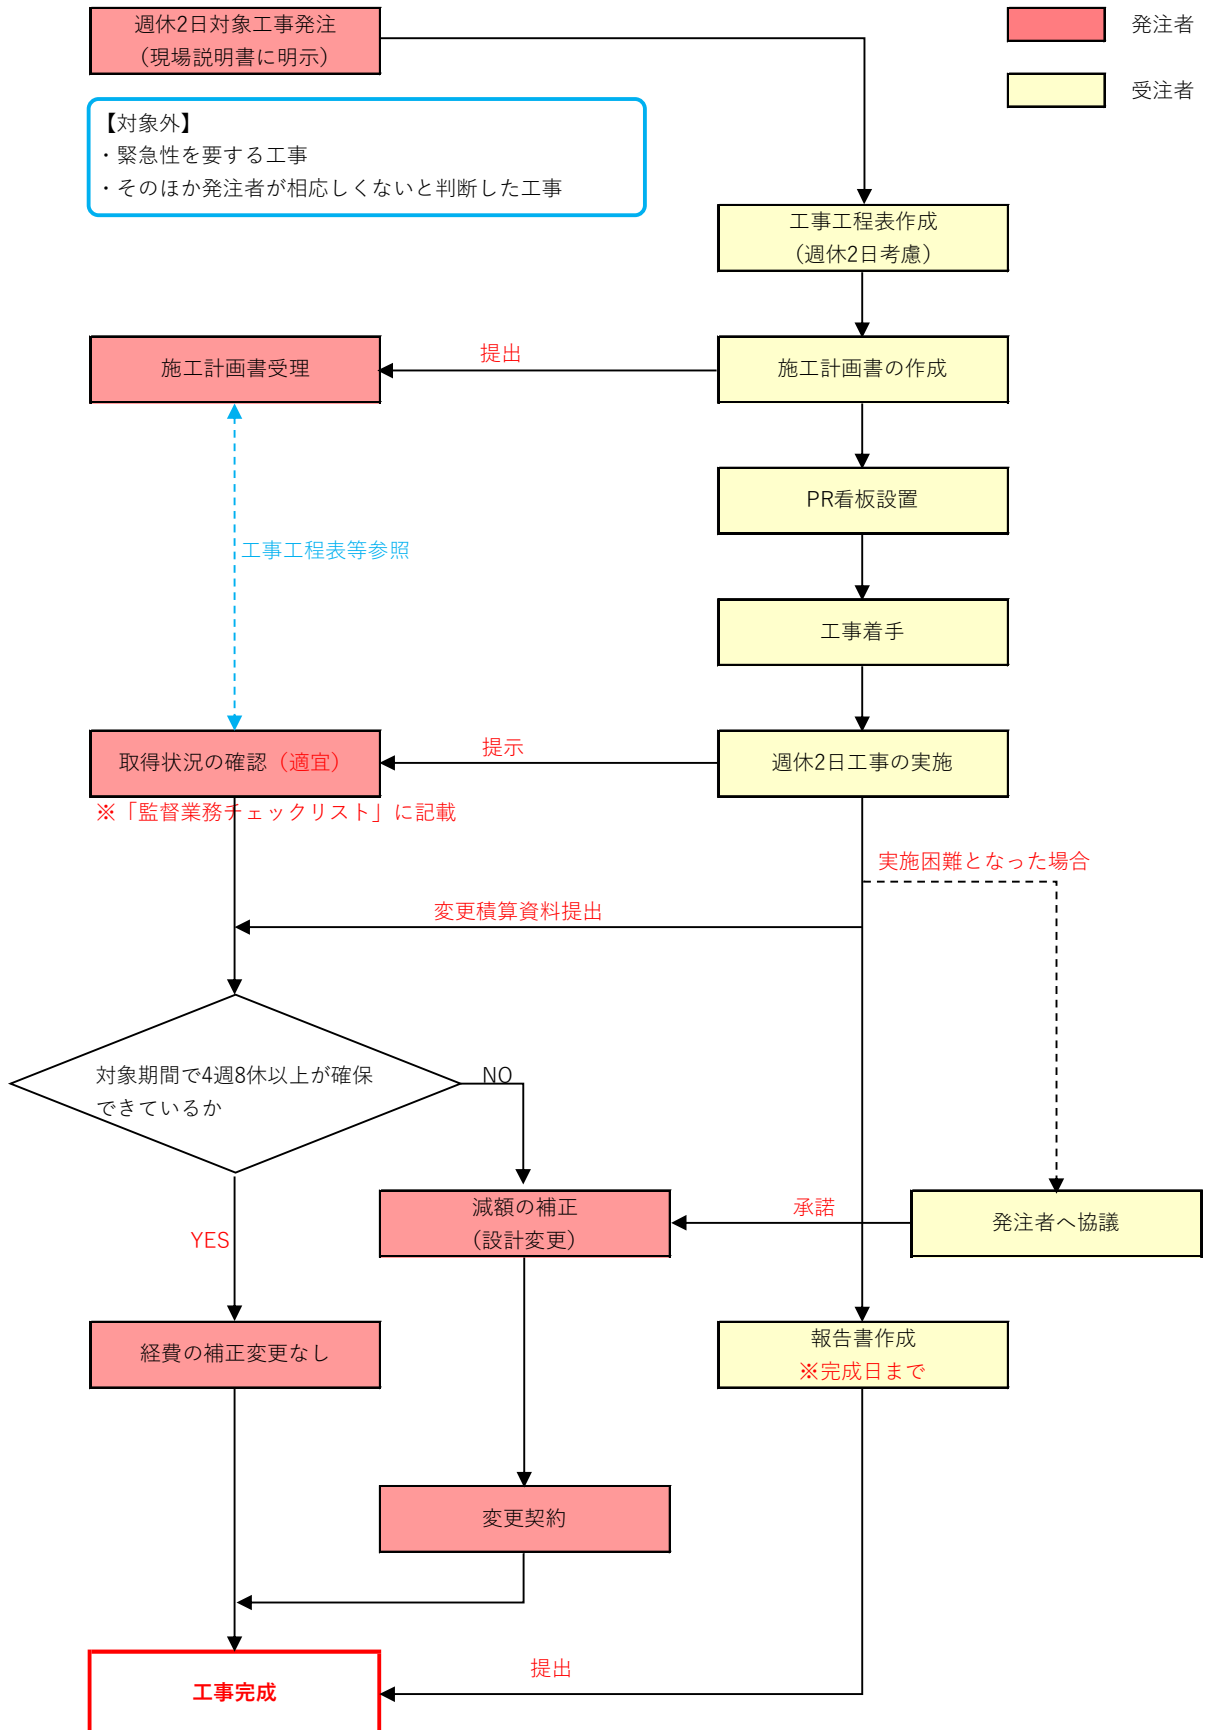 週休2日対象工事発注
（現場説明書に明示）
発注者
受注者
【対象外】
・緊急性を要する工事
・そのほか発注者が相応しくないと判断した工事
工事工程表作成
（週休2日考慮）
施工計画書受理
提出
施工計画書の作成
PR看板設置
工事工程表等参照
工事着手
取得状況の確認（適宜）
提示
週休2日工事の実施
※「監督業務チェックリスト」に記載
実施困難となった場合
変更積算資料提出
対象期間で4週8休以上が確保
できているか
NO
YES
減額の補正
（設計変更）
承諾
発注者へ協議
経費の補正変更なし
報告書作成
※完成日まで
変更契約
提出
工事完成